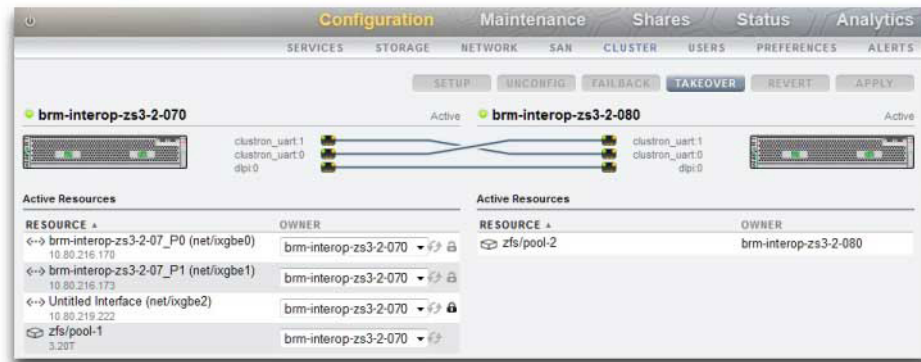 Configuration Maintenance Shares Status Analytics
SERVICES STORAGE NETWORK SAN CLUSTER USERS PREFERENCES ALERTS
SETUP UNCONFIG FAILBACK TAKEOVER REVERT APPLY
brm-interop-zs3-2-070 Active
clustron_uart:1
clustron_uart:0
dlpi:0
brm-interop-zs3-2-080 Active
clustron_uart:1
clustron_uart:0
dlpi:0
Active Resources
RESOURCE OWNER
brm-interop-zs3-2-07_P0 (net/ixgbe0) brm-interop-zs3-2-070
10.80.216.170
brm-interop-zs3-2-07_P1 (net/ixgbe1) brm-interop-zs3-2-070
10.80.216.173
Untitled Interface (net/ixgbe2) brm-interop-zs3-2-070
10.80.219.222
zfs/pool-1 brm-interop-zs3-2-070
3.20T
Active Resources
RESOURCE OWNER
zfs/pool-2 brm-interop-zs3-2-080